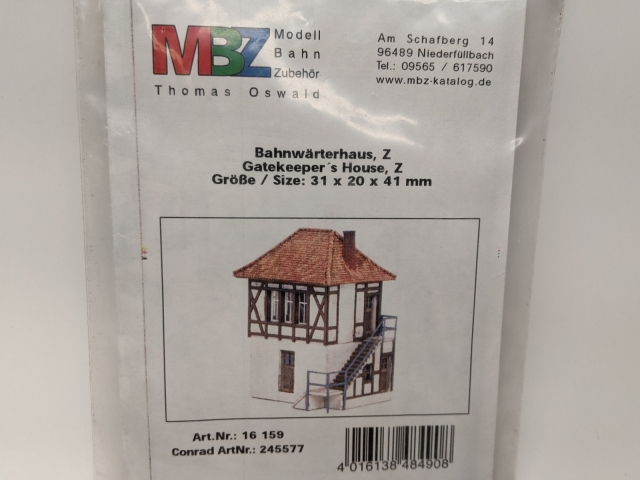 MBZ Modell
Bahn
Zubehör
Thomas Oswald
Am Schafberg 14
96489 Niederfüllbach
Tel.: 09565 / 617590
www.mbz-katalog.de
Bahnwärterhaus, Z
Gatekeeper´s House, Z
Größe / Size: 31 x 20 x 41 mm
Art.Nr.: 16 159
Conrad ArtNr.: 245577
4 016138 484908